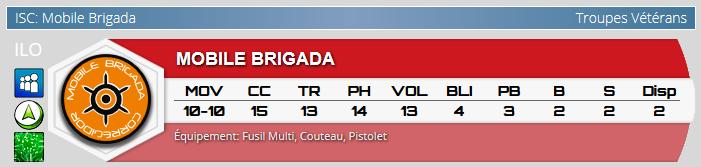 ISC: Mobile Brigada
Troupes Vétérans
ILO
MOBILE BRIGADA
CORREGIDOR
MOBILE BRIGADA
MOV CC TR PH VOL BLI PB B S Disp
10-10 15 13 14 13 4 3 2 2 2
Équipement: Fusil Multi, Couteau, Pistolet